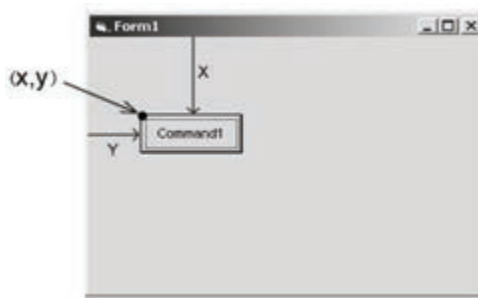 Form1
X
(x,y)
Command1
Y